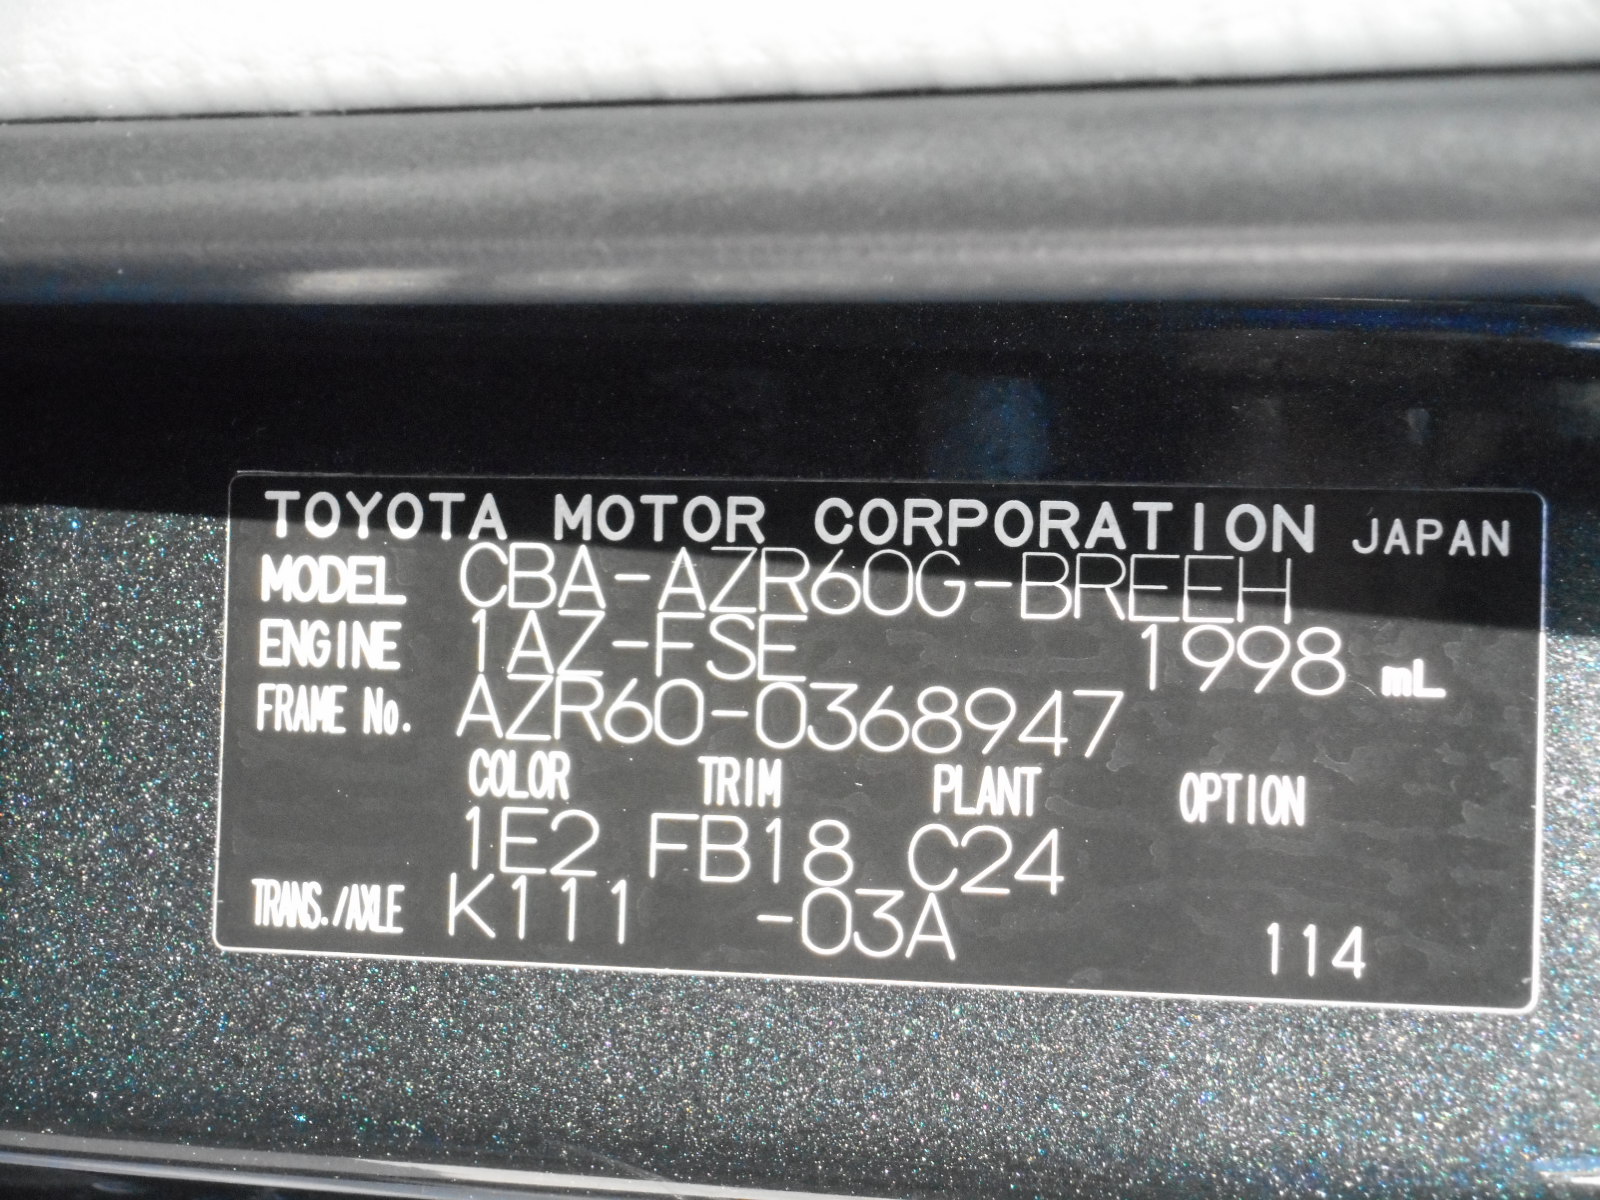 TOYOTA MOTOR CORPORATION JAPAN
MODEL CBA-AZR60G-BREEH
ENGINE 1AZ-FSE 1998 mL
FRAME No. AZR60-0368947
COLOR TRIM PLANT OPTION
1E2 FB18 C24
TRANS./AXLE K111 -03A 114